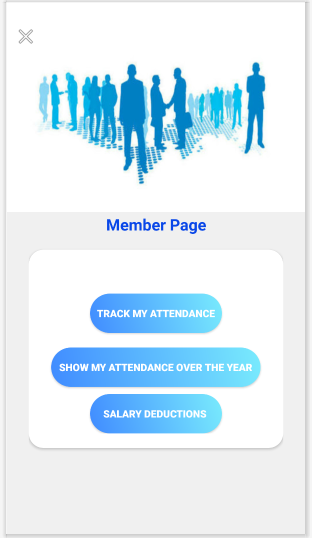 Member Page
TRACK MY ATTENDANCE
SHOW MY ATTENDANCE OVER THE YEAR
SALARY DEDUCTIONS